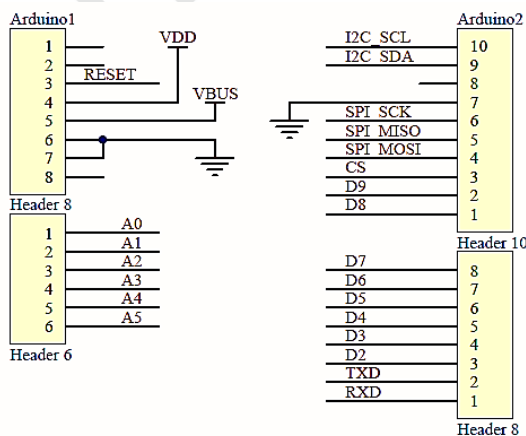 Arduino1
1
2
RESET
3
4
5
6
7
8
VDD
VBUS
Header 8
1 A0
2 A1
3 A2
4 A3
5 A4
6 A5
Header 6
Arduino2
I2C_SCL 10
I2C_SDA 9
8
7
SPI_SCK 6
SPI_MISO 5
SPI_MOSI 4
CS 3
D9 2
D8 1
Header 10
D7 8
D6 7
D5 6
D4 5
D3 4
D2 3
TXD 2
RXD 1
Header 8